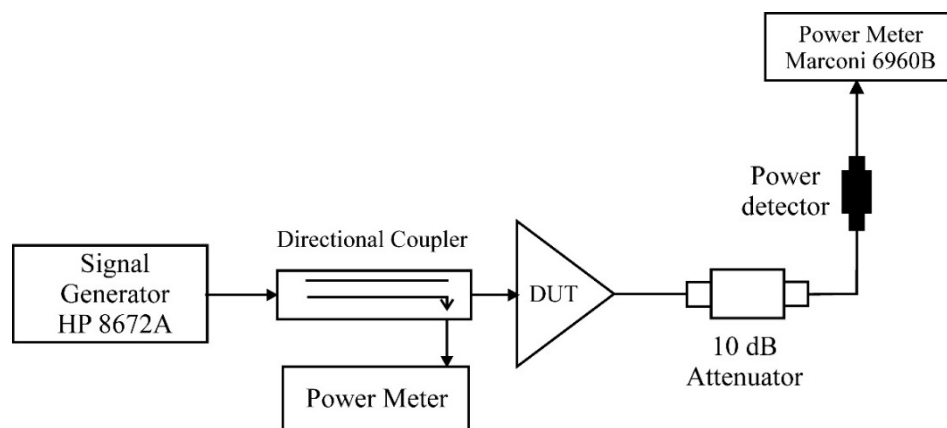 Power Meter
Marconi 6960B
Power
detector
Directional Coupler
Signal
Generator
HP 8672A
DUT
10 dB
Attenuator
Power Meter